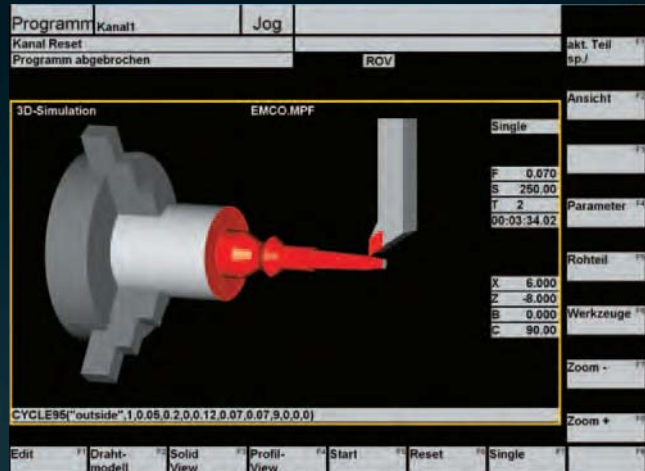 Programm Kanal1 Jog
Kanal Reset
Programm abgebrochen ROV
akt. Teil F1
sp./
Ansicht F2
F3
Parameter F4
Rohteil F5
Werkzeuge F6
Zoom - F7
Zoom + F8
3D-Simulation EMCO.MPF
Single
F 0.070
S 250.00
T 2
00:03:34.02
X 6.000
Z -8.000
B 0.000
C 90.00
CYCLE95("outside",1,0.05,0.2,0,0.12,0.07,0.07,9,0,0,0)
Edit F1 Draht- F2 Solid F3 Profil- F4 Start F5 Reset F6 Single F7 F8
modell View View